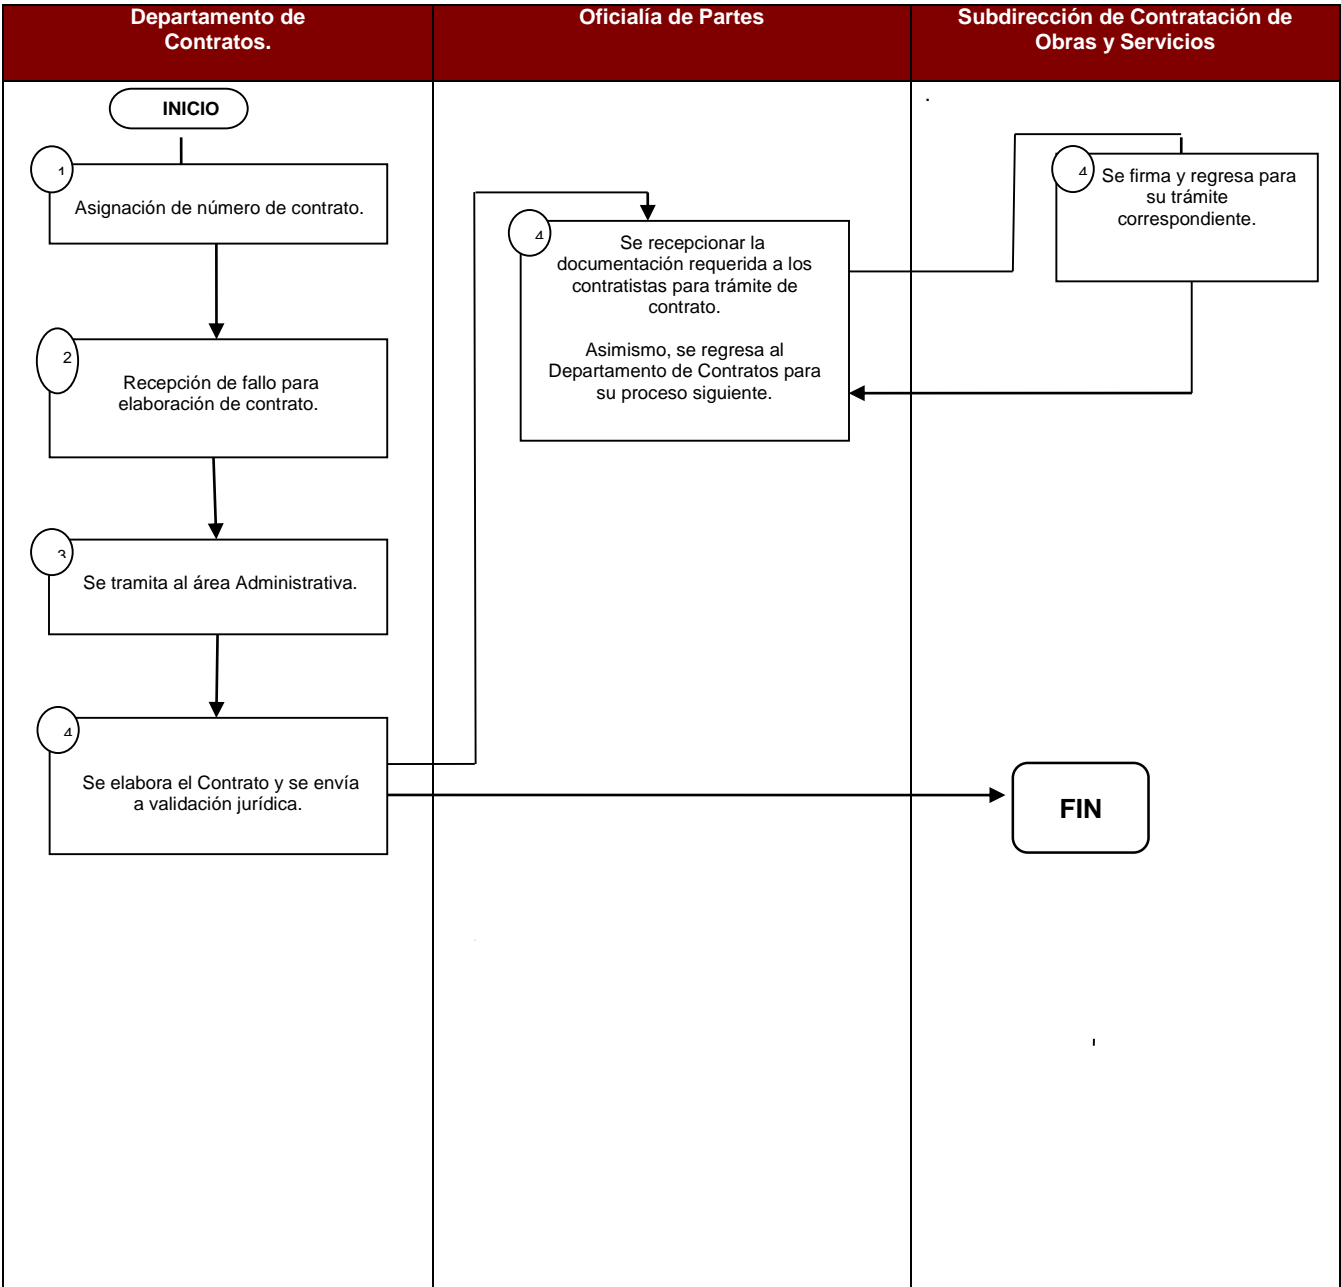 Departamento de
Contratos.
Oficialía de Partes
Subdirección de Contratación de
Obras y Servicios
INICIO
1
Asignación de número de contrato.
2
Recepción de fallo para
elaboración de contrato.
3
Se tramita al área Administrativa.
4
Se elabora el Contrato y se envía
a validación jurídica.
4
Se recepcionar la
documentación requerida a los
contratistas para trámite de
contrato.
Asimismo, se regresa al
Departamento de Contratos para
su proceso siguiente.
4
Se firma y regresa para
su trámite
correspondiente.
FIN